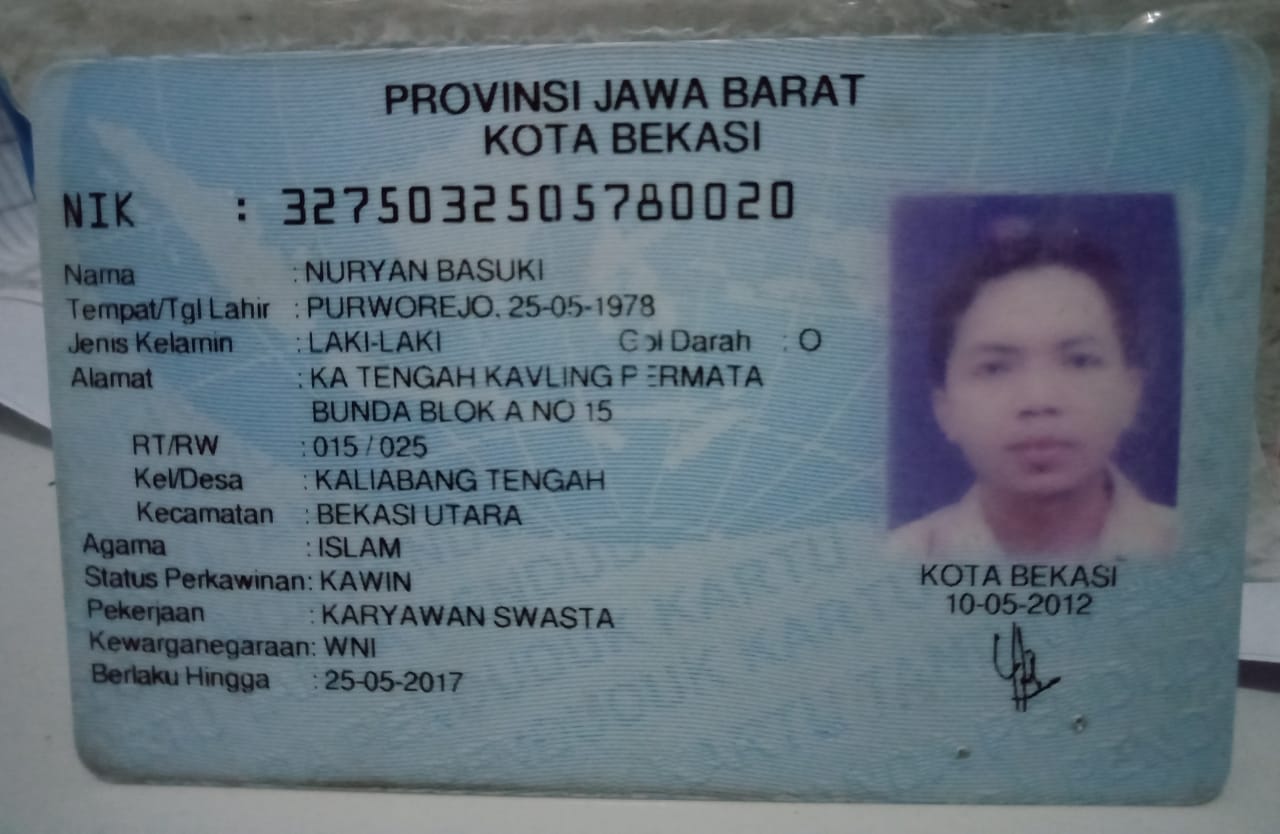 PROVINSI JAWA BARAT
KOTA BEKASI
NIK : 3275032505780020
Nama : NURYAN BASUKI
Tempat/Tgl Lahir : PURWOREJO, 25-05-1978
Jenis Kelamin : LAKI-LAKI Gol Darah : O
Alamat : KA TENGAH KAVLING PERMATA
BUNDA BLOK A NO 15
RT/RW : 015 / 025
Kel/Desa : KALIABANG TENGAH
Kecamatan : BEKASI UTARA
Agama : ISLAM
Status Perkawinan: KAWIN
Pekerjaan : KARYAWAN SWASTA
Kewarganegaraan: WNI
Berlaku Hingga : 25-05-2017
KOTA BEKASI
10-05-2012